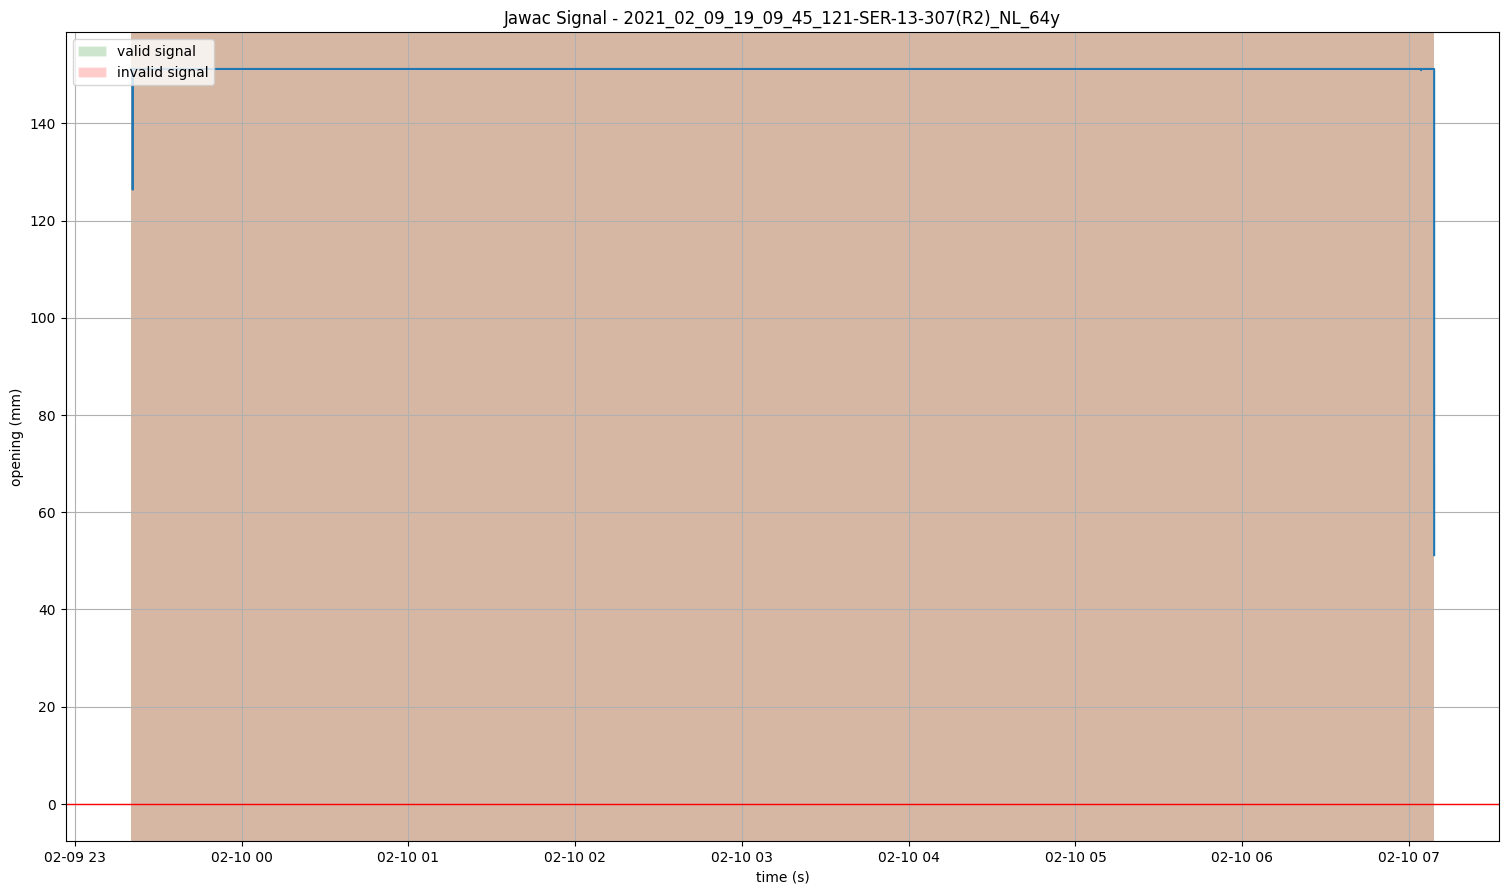 Jawac Signal - 2021_02_09_19_09_45_121-SER-13-307(R2)_NL_64y
valid signal
invalid signal
140
120
100
80
60
40
20
0
opening (mm)
02-09 23 02-10 00 02-10 01 02-10 02 02-10 03 02-10 04 02-10 05 02-10 06 02-10 07
time (s)